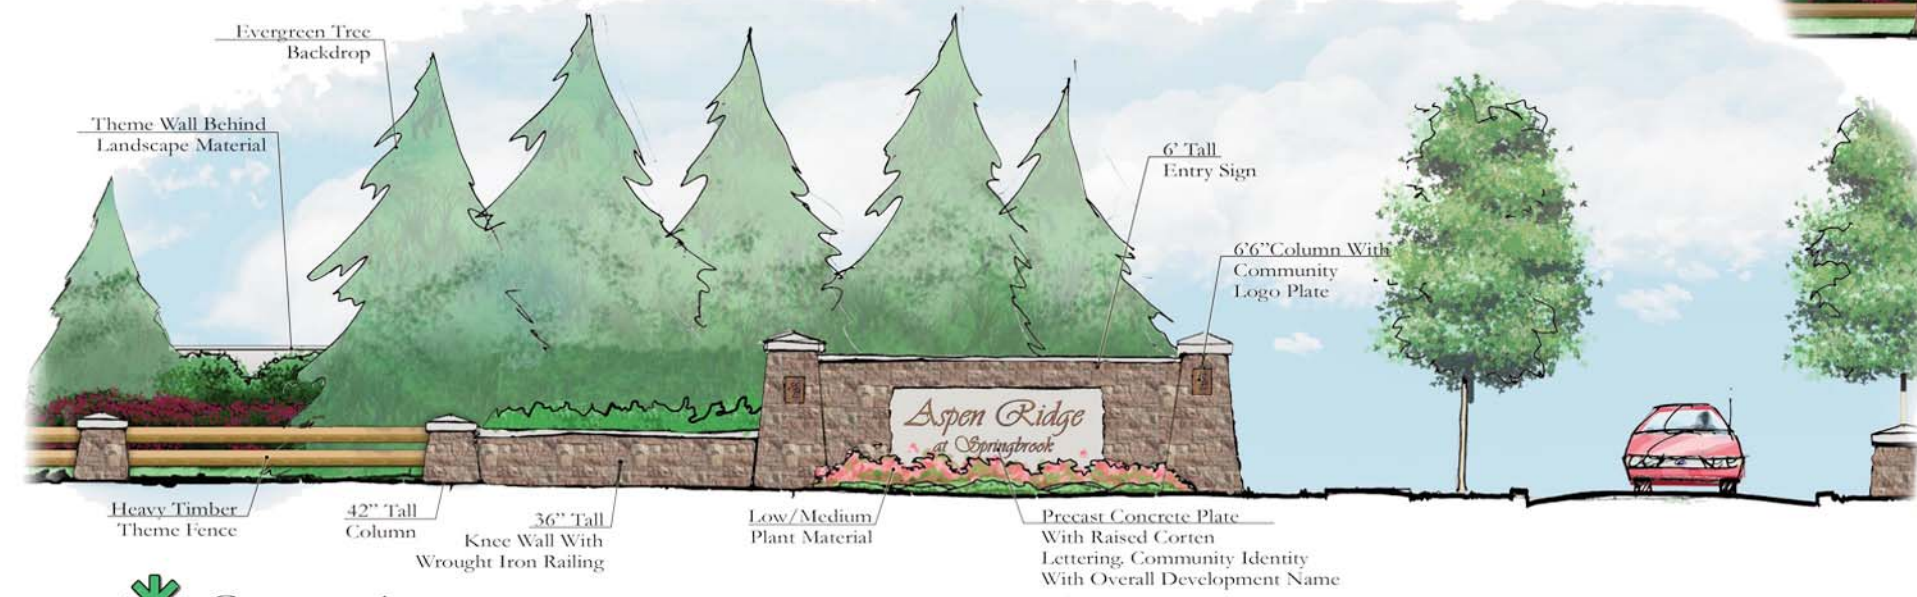 Evergreen Tree
Backdrop
Theme Wall Behind
Landscape Material
6' Tall
Entry Sign
6'6"Column With
Community
Logo Plate
Aspen Ridge
at Springbrook
Heavy Timber
Theme Fence
42" Tall
Column
36" Tall
Knee Wall With
Wrought Iron Railing
Low/Medium
Plant Material
Precast Concrete Plate
With Raised Corten
Lettering. Community Identity
With Overall Development Name